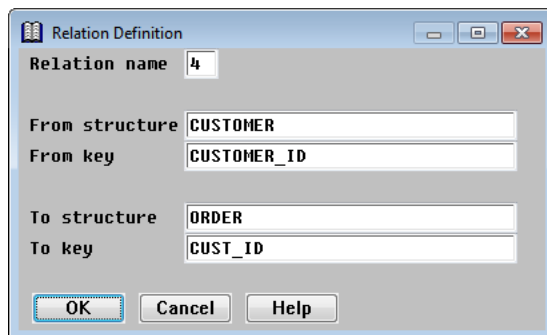 Relation Definition
Relation name 4
From structure CUSTOMER
From key CUSTOMER_ID
To structure ORDER
To key CUST_ID
OK Cancel Help